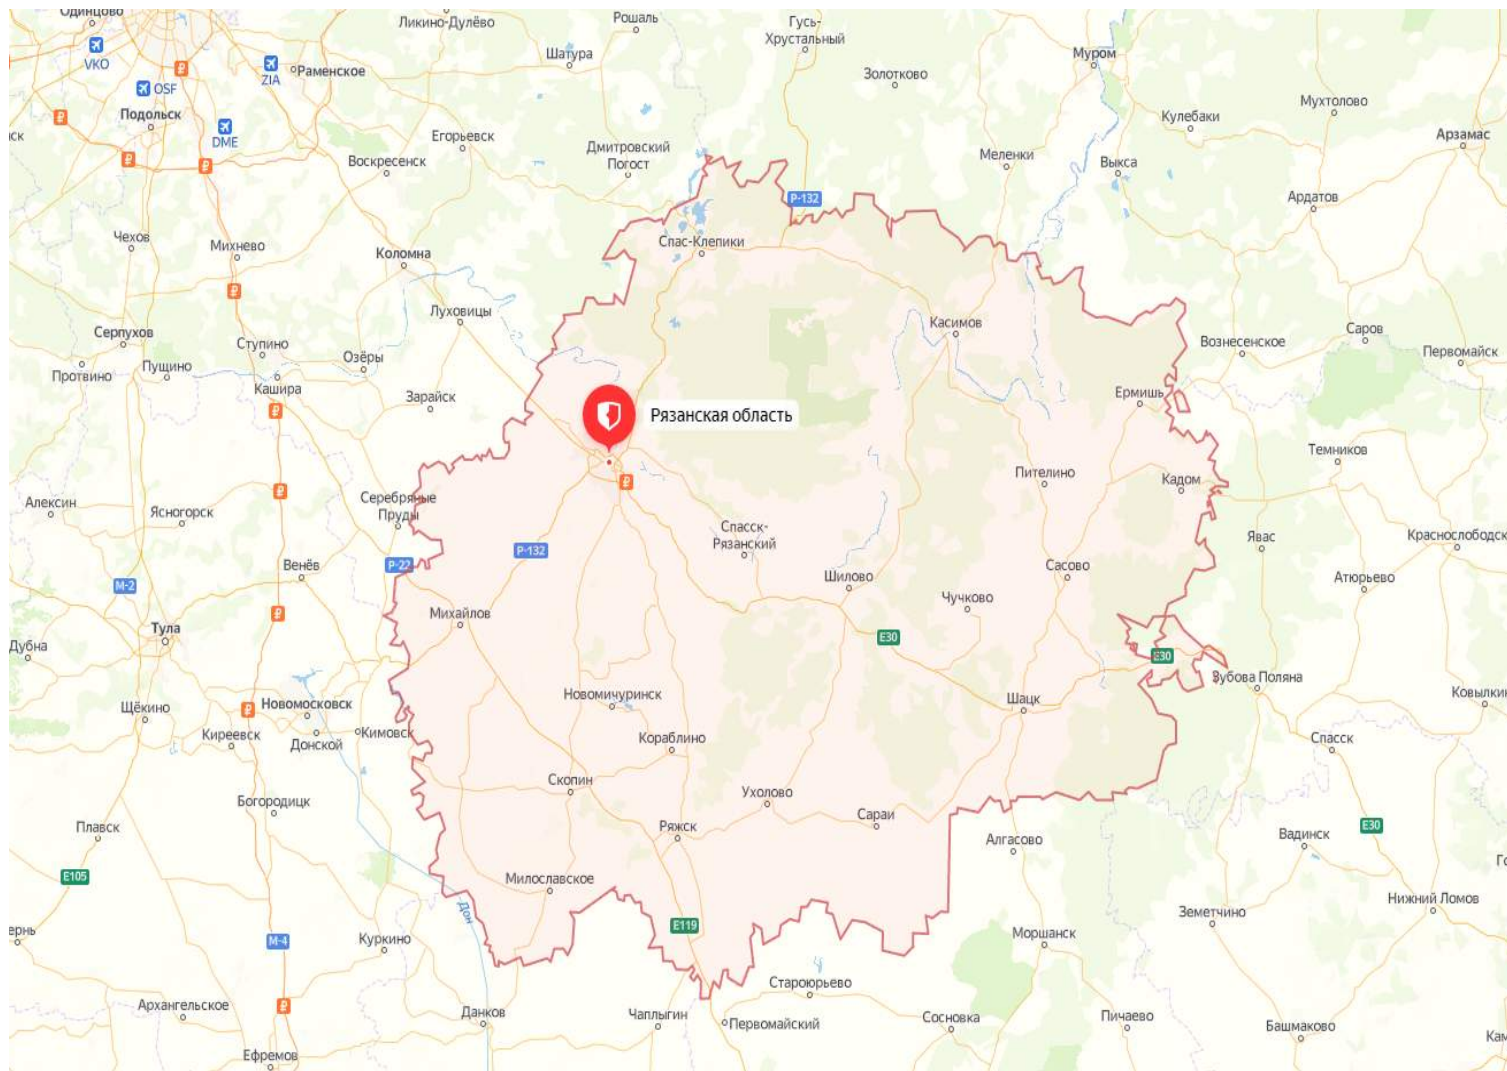 Одинцово
Ликино-Дулёво
Рошаль
Гусь-
Хрустальный
Муром
VKO
ZIA
Раменское
Шатура
Золотково
OSF
Подольск
Мухтолово
DME
Кулебаки
Арзамас
Егорьевск
Дмитровский
Погост
Воскресенск
Меленки
Выкса
Р-132
Ардатов
Чехов
Михнево
Коломна
Спас-Клепики
Луховицы
Касимов
Серпухов
Ступино
Озёры
Вознесенское
Саров
Первомайск
Протвино
Пущино
Кашира
Зарайск
Ермишь
Рязанская область
Темников
Пителино
Кадом
Алексин
Ясногорск
Серебряные
Пруды
Спасск-
Рязанский
Явас
Краснослободск
Р-132
Р-22
Венёв
М-2
Шилово
Сасово
Атюрьево
Чучково
Михайлов
Тула
Дубна
E30
E30
Зубова Поляна
Новомичуринск
Шацк
Щёкино
Новомосковск
Киреевск
Донской
Кимовск
Кораблино
Спасск
Скопин
Ухолово
Сараи
Богородицк
Плавск
Ряжск
Алгасово
E30
Вадинск
E105
Милославское
Нижний Ломов
Дон
E119
Земетчино
М-4
Куркино
Моршанск
Староюрьево
Архангельское
Данков
Чаплыгин
Первомайский
Сосновка
Пичаево
Башмаково
Ефремов